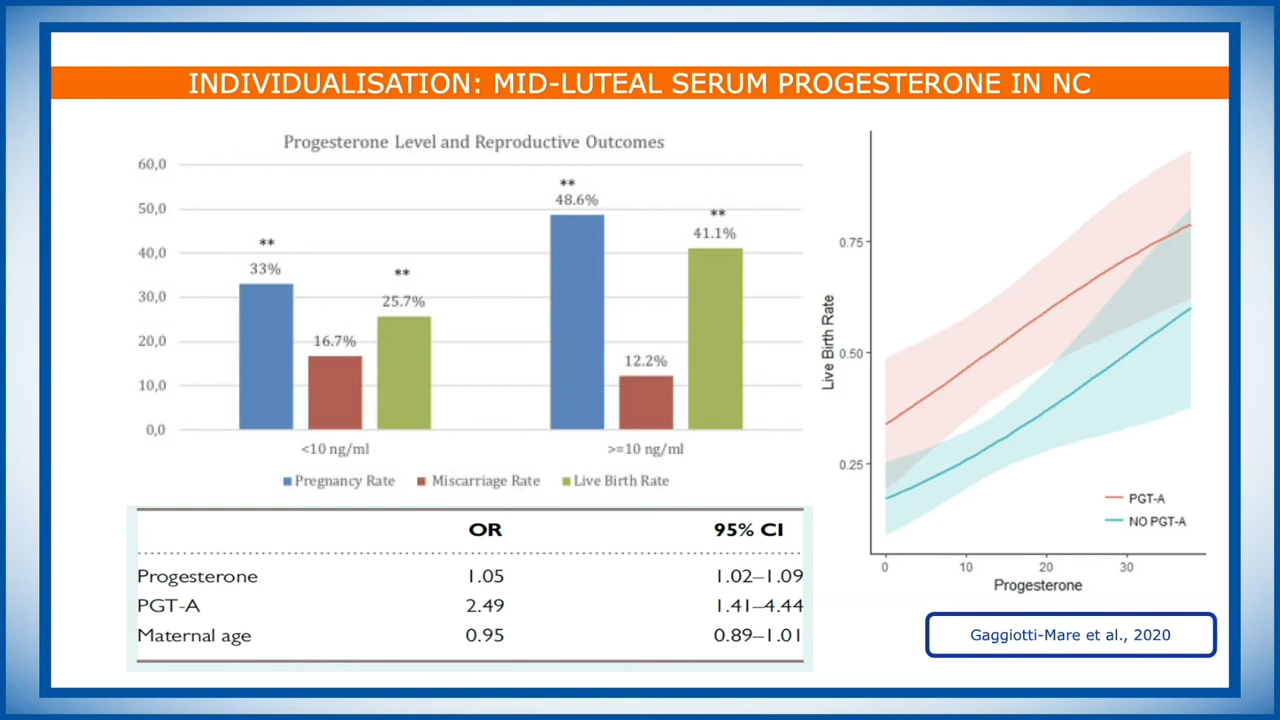 INDIVIDUALISATION: MID-LUTEAL SERUM PROGESTERONE IN NC
Progesterone Level and Reproductive Outcomes
60,0
50,0
40,0
30,0
20,0
10,0
0,0
**
33%
16.7%
**
25.7%
**
48.6%
12.2%
**
41.1%
<10 ng/ml
>=10 ng/ml
Pregnancy Rate
Miscarriage Rate
Live Birth Rate
OR 95% CI
Progesterone 1.05 1.02–1.09
PGT-A 2.49 1.41–4.44
Maternal age 0.95 0.89–1.01
Live Birth Rate
0.75
0.50
0.25
PGT-A
NO PGT-A
0 10 20 30
Progesterone
Gaggiotti-Mare et al., 2020